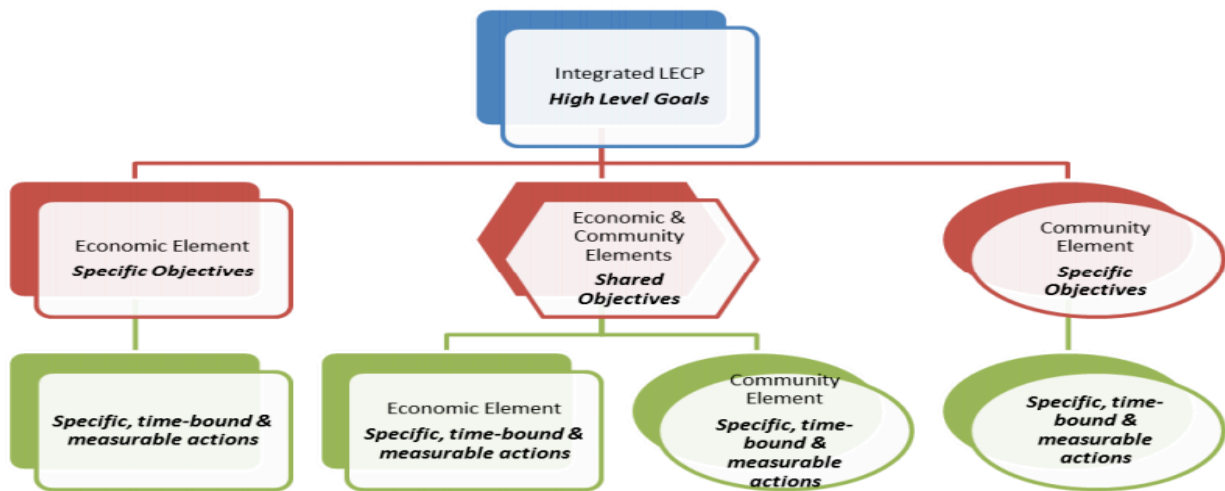 Integrated LECP
High Level Goals
Economic Element
Specific Objectives
Economic &
Community
Elements
Shared
Objectives
Community
Element
Specific
Objectives
Specific, time-bound &
measurable actions
Economic Element
Specific, time-bound &
measurable actions
Community
Element
Specific, time-
bound &
measurable
actions
Specific, time-
bound &
measurable
actions